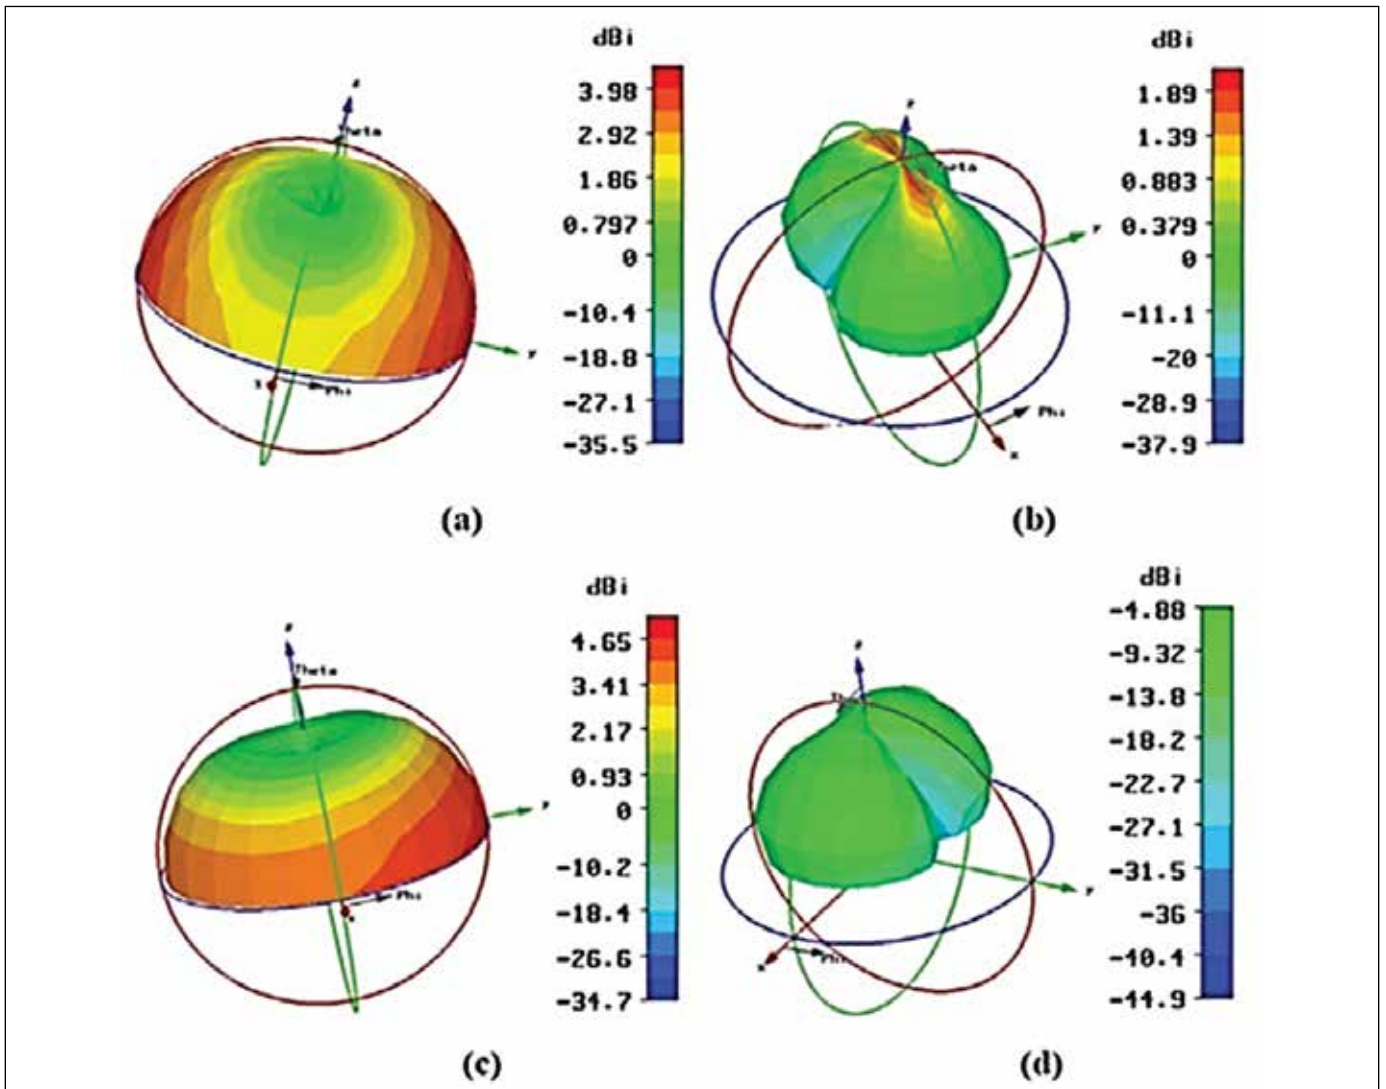 dBi
3.98
2.92
1.86
0.797
0
-10.4
-18.8
-27.1
-35.5
z
Theta
Y
Phi
(a)
dBi
1.89
1.39
0.883
0.379
0
-11.1
-20
-28.9
-37.9
z
Theta
Y
Phi
x
(b)
dBi
4.65
3.41
2.17
0.93
0
-10.2
-18.4
-26.6
-34.7
z
Theta
Y
Phi
(c)
dBi
-4.88
-9.32
-13.8
-18.2
-22.7
-27.1
-31.5
-36
-40.4
-44.9
z
Y
x
Phi
(d)